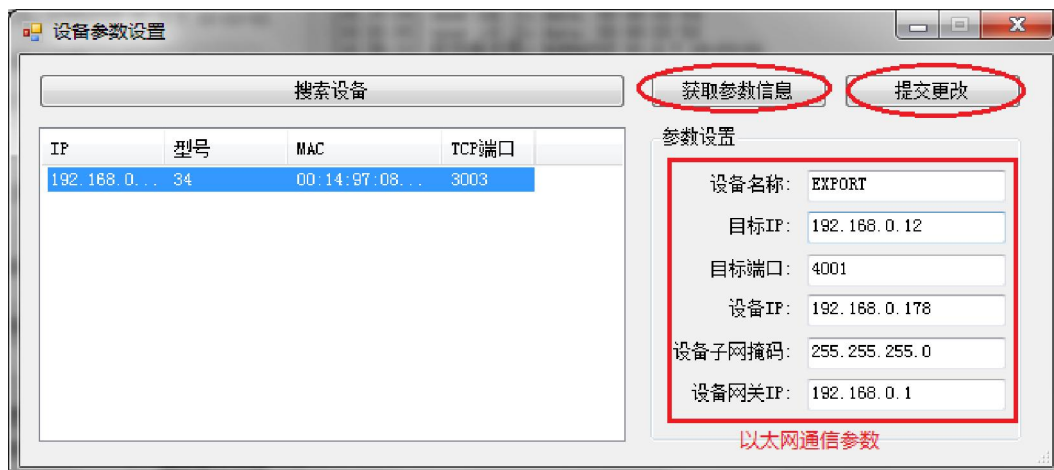 设备参数设置
搜索设备
获取参数信息
提交更改
IP 型号 MAC TCP端口
192.168.0... 34 00:14:97:08... 3003
参数设置
设备名称: EXPORT
目标IP: 192.168.0.12
目标端口: 4001
设备IP: 192.168.0.178
设备子网掩码: 255.255.255.0
设备网关IP: 192.168.0.1
以太网通信参数